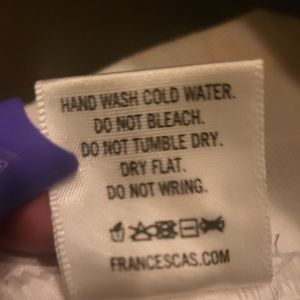 HAND WASH COLD WATER.
DO NOT BLEACH.
DO NOT TUMBLE DRY.
DRY FLAT.
DO NOT WRING.
FRANCESCAS.COM